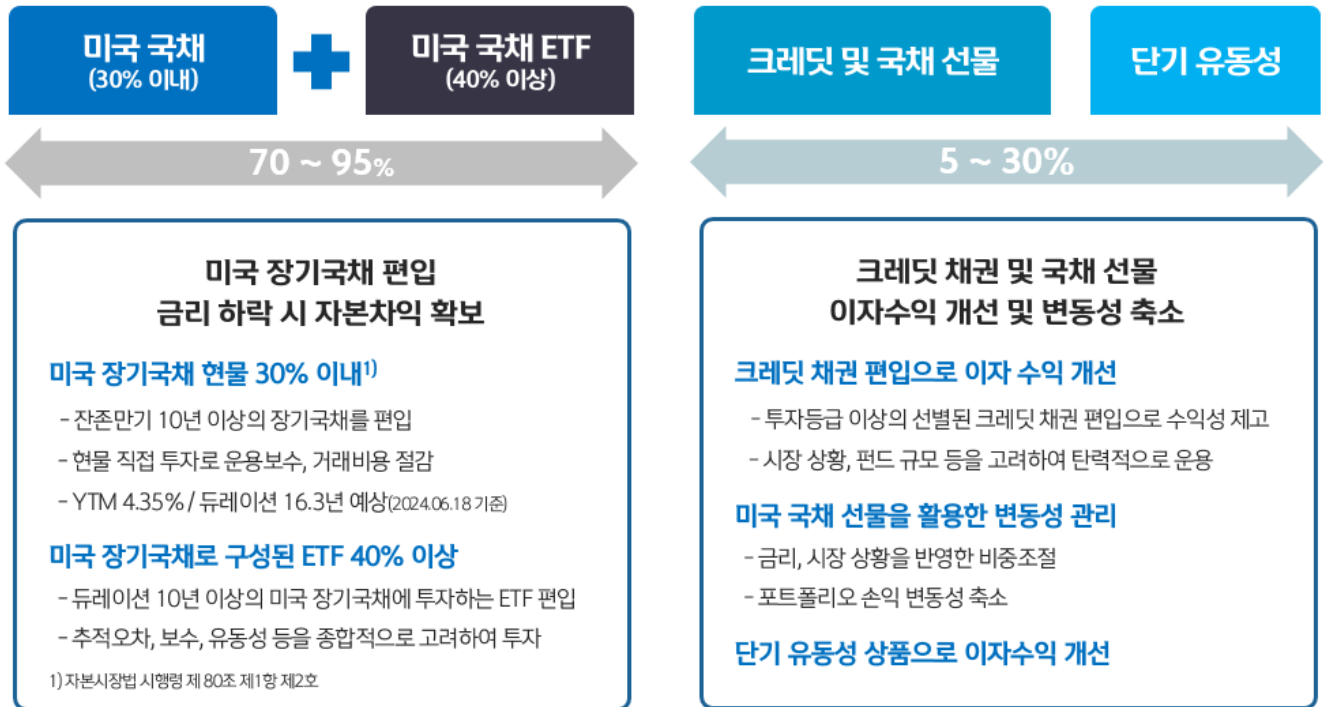 미국 국채
(30% 이내)
미국 국채 ETF
(40% 이상)
크레딧 및 국채 선물
단기 유동성
70 ~ 95%
5 ~ 30%
미국 장기국채 편입
금리 하락 시 자본차익 확보
미국 장기국채 현물 30% 이내1)
- 잔존만기 10년 이상의 장기국채를 편입
- 현물 직접 투자로 운용보수, 거래비용 절감
- YTM 4.35% / 듀레이션 16.3년 예상(2024.06.18 기준)
미국 장기국채로 구성된 ETF 40% 이상
- 듀레이션 10년 이상의 미국 장기국채에 투자하는 ETF 편입
- 추적오차, 보수, 유동성 등을 종합적으로 고려하여 투자
1) 자본시장법 시행령 제 80조 제1항 제2호
크레딧 채권 및 국채 선물
이자수익 개선 및 변동성 축소
크레딧 채권 편입으로 이자 수익 개선
- 투자등급 이상의 선별된 크레딧 채권 편입으로 수익성 제고
- 시장 상황, 펀드 규모 등을 고려하여 탄력적으로 운용
미국 국채 선물을 활용한 변동성 관리
- 금리, 시장 상황을 반영한 비중조절
- 포트폴리오 손익 변동성 축소
단기 유동성 상품으로 이자수익 개선